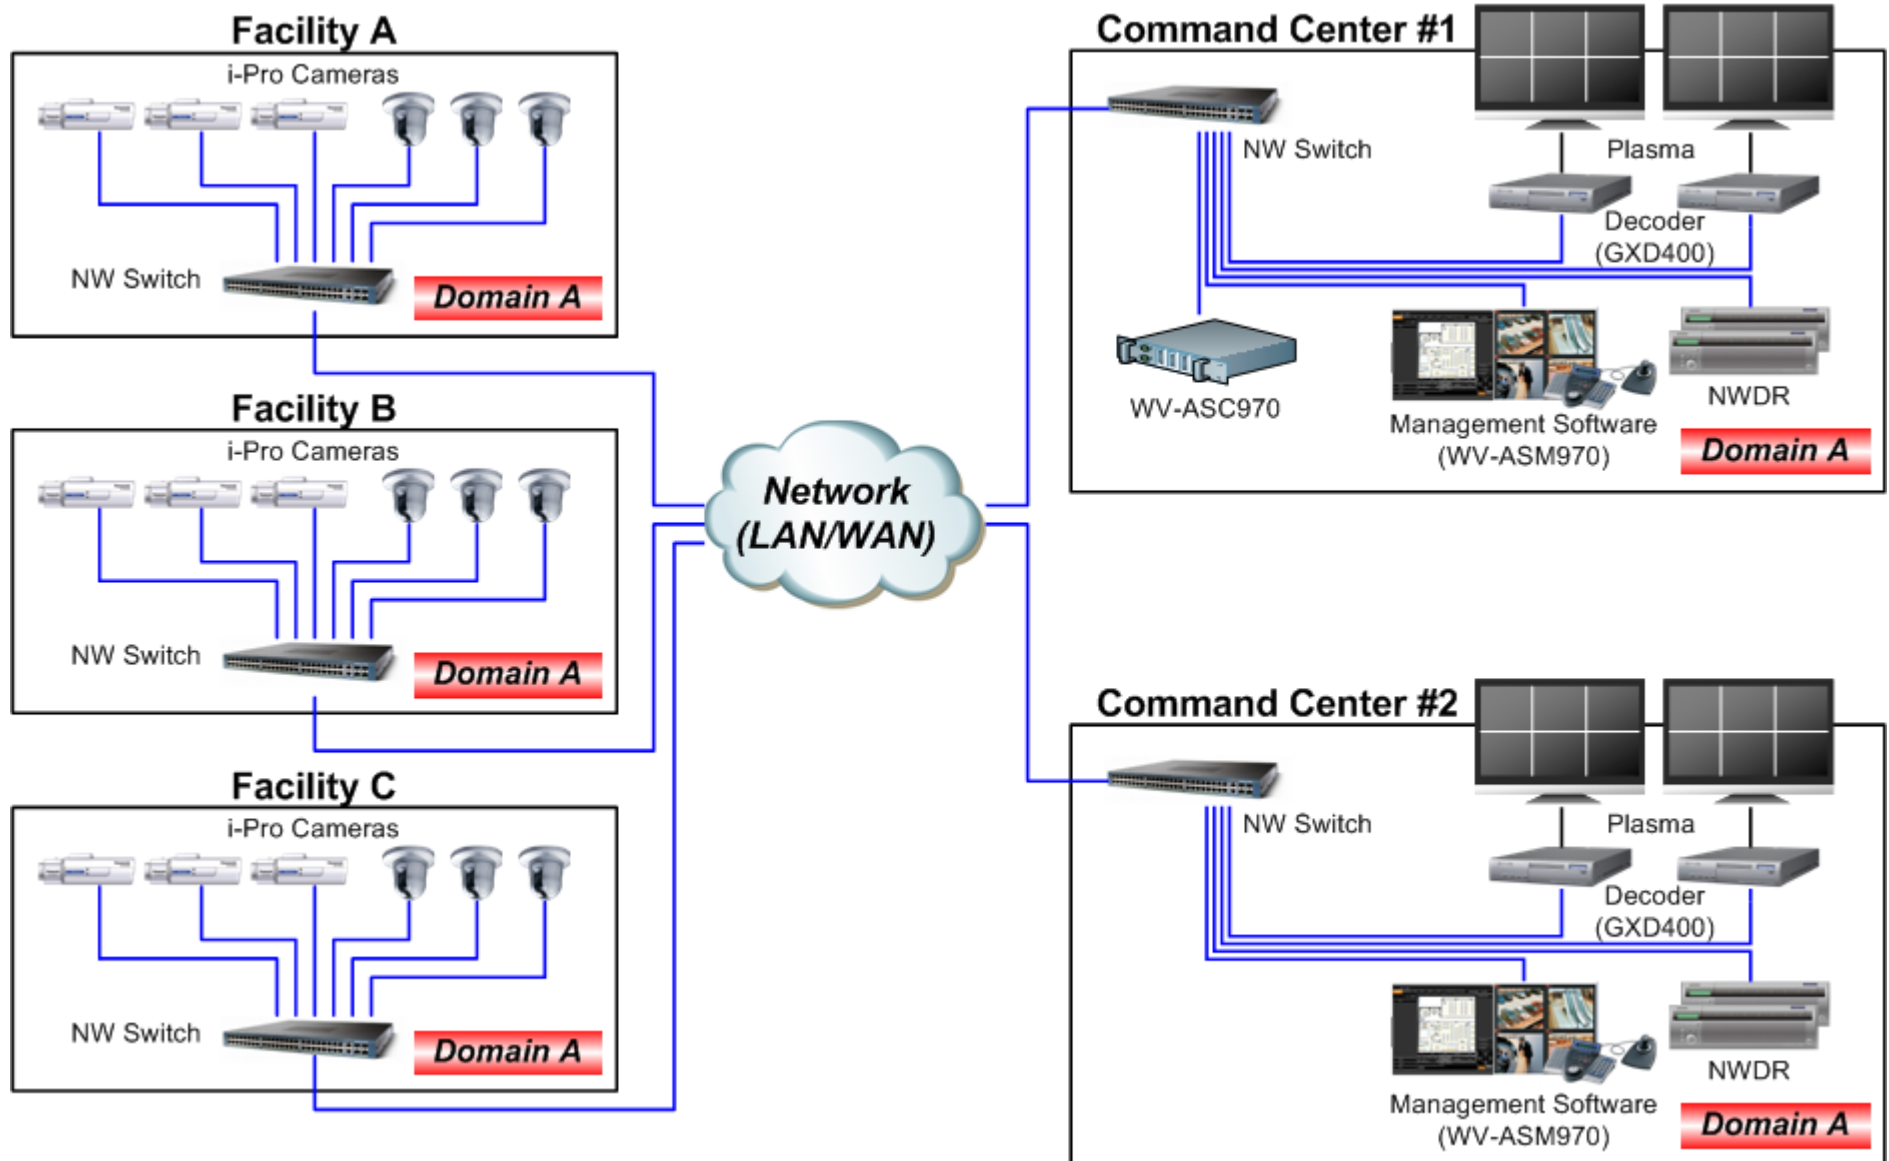 Facility A
i-Pro Cameras
NW Switch
Domain A
Facility B
i-Pro Cameras
NW Switch
Domain A
Facility C
i-Pro Cameras
NW Switch
Domain A
Network
(LAN/WAN)
Command Center #1
NW Switch
Plasma
Decoder
(GXD400)
WV-ASC970
Management Software
(WV-ASM970)
NWDR
Domain A
Command Center #2
NW Switch
Plasma
Decoder
(GXD400)
Management Software
(WV-ASM970)
NWDR
Domain A